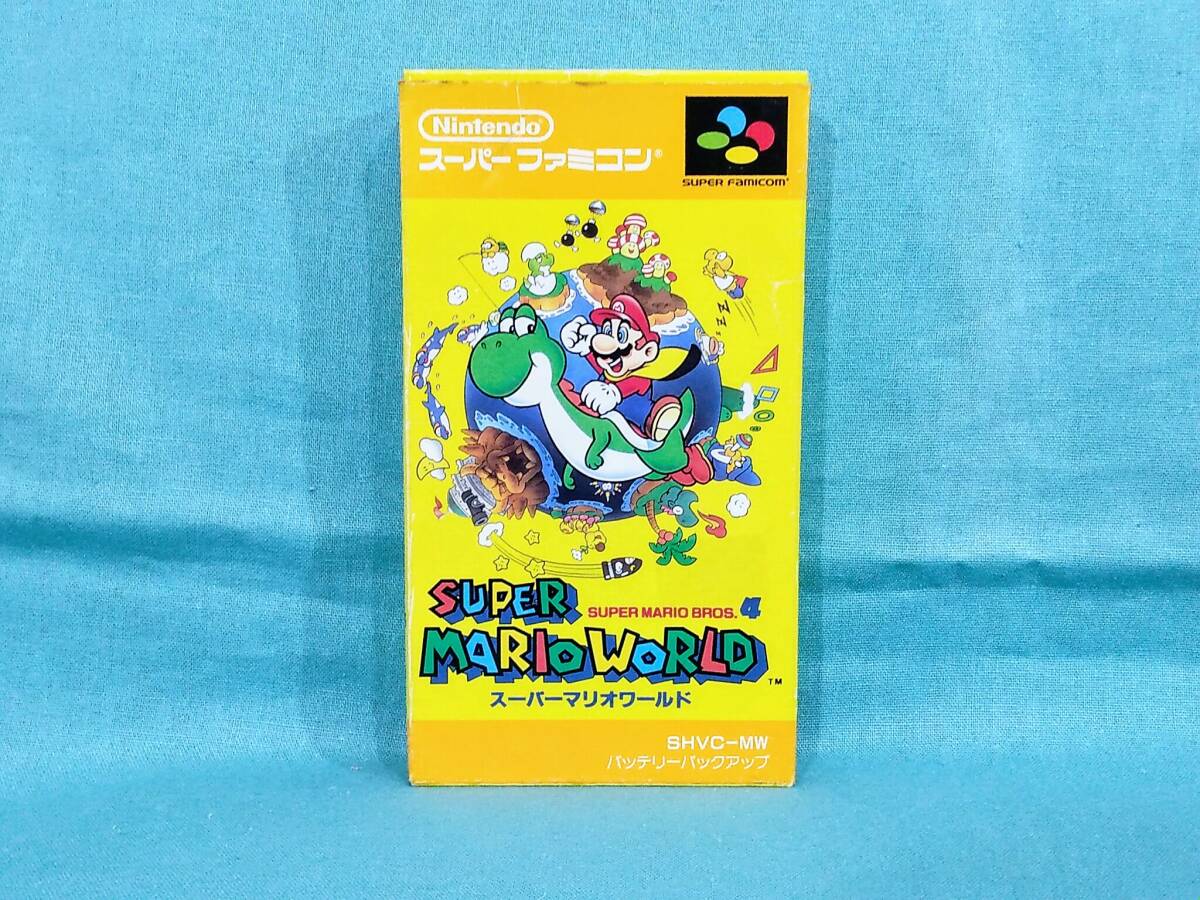 Nintendo
スーパーファミコン®
SUPER FAMICOM®
SUPER
SUPER MARIO BROS. 4
MARIO WORLD™
スーパーマリオワールド
SHVC-MW
バッテリーバックアップ